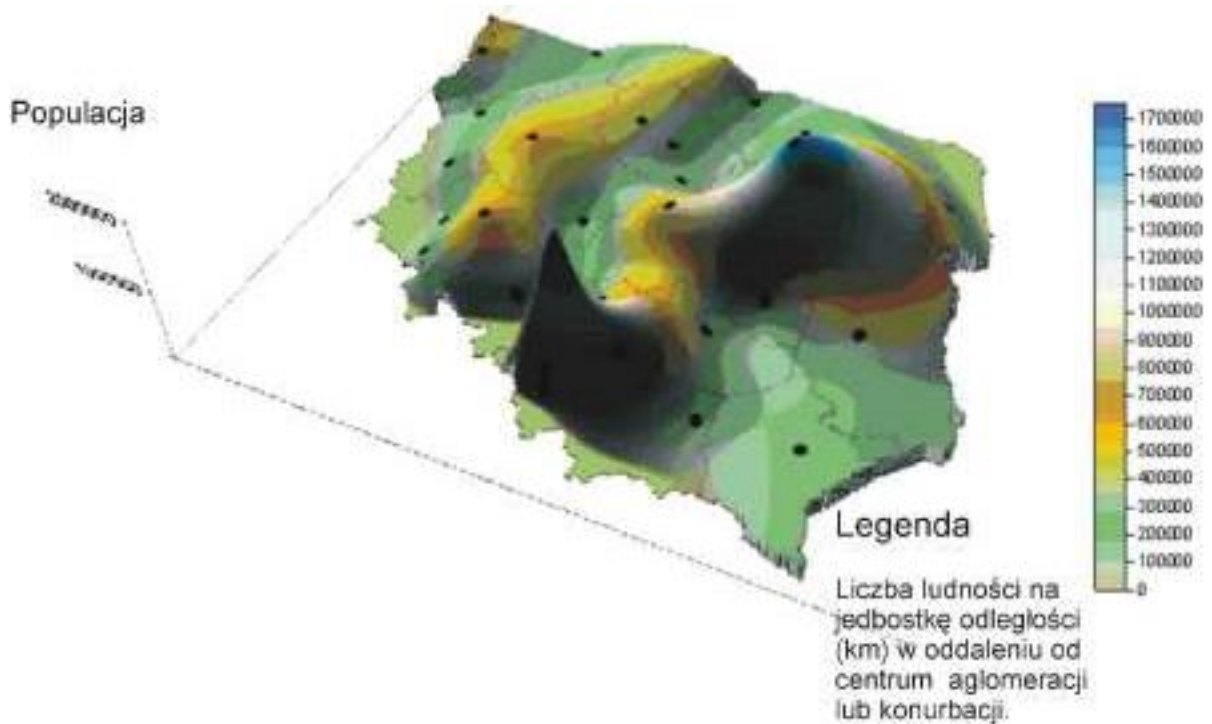 Populacja
1700000
1600000
1500000
1400000
1300000
1200000
1100000
1000000
900000
800000
700000
600000
500000
400000
300000
200000
100000
0
Legenda
Liczba ludności na
jedbostkę odległości
(km) w oddaleniu od
centrum aglomeracji
lub konurbacji.